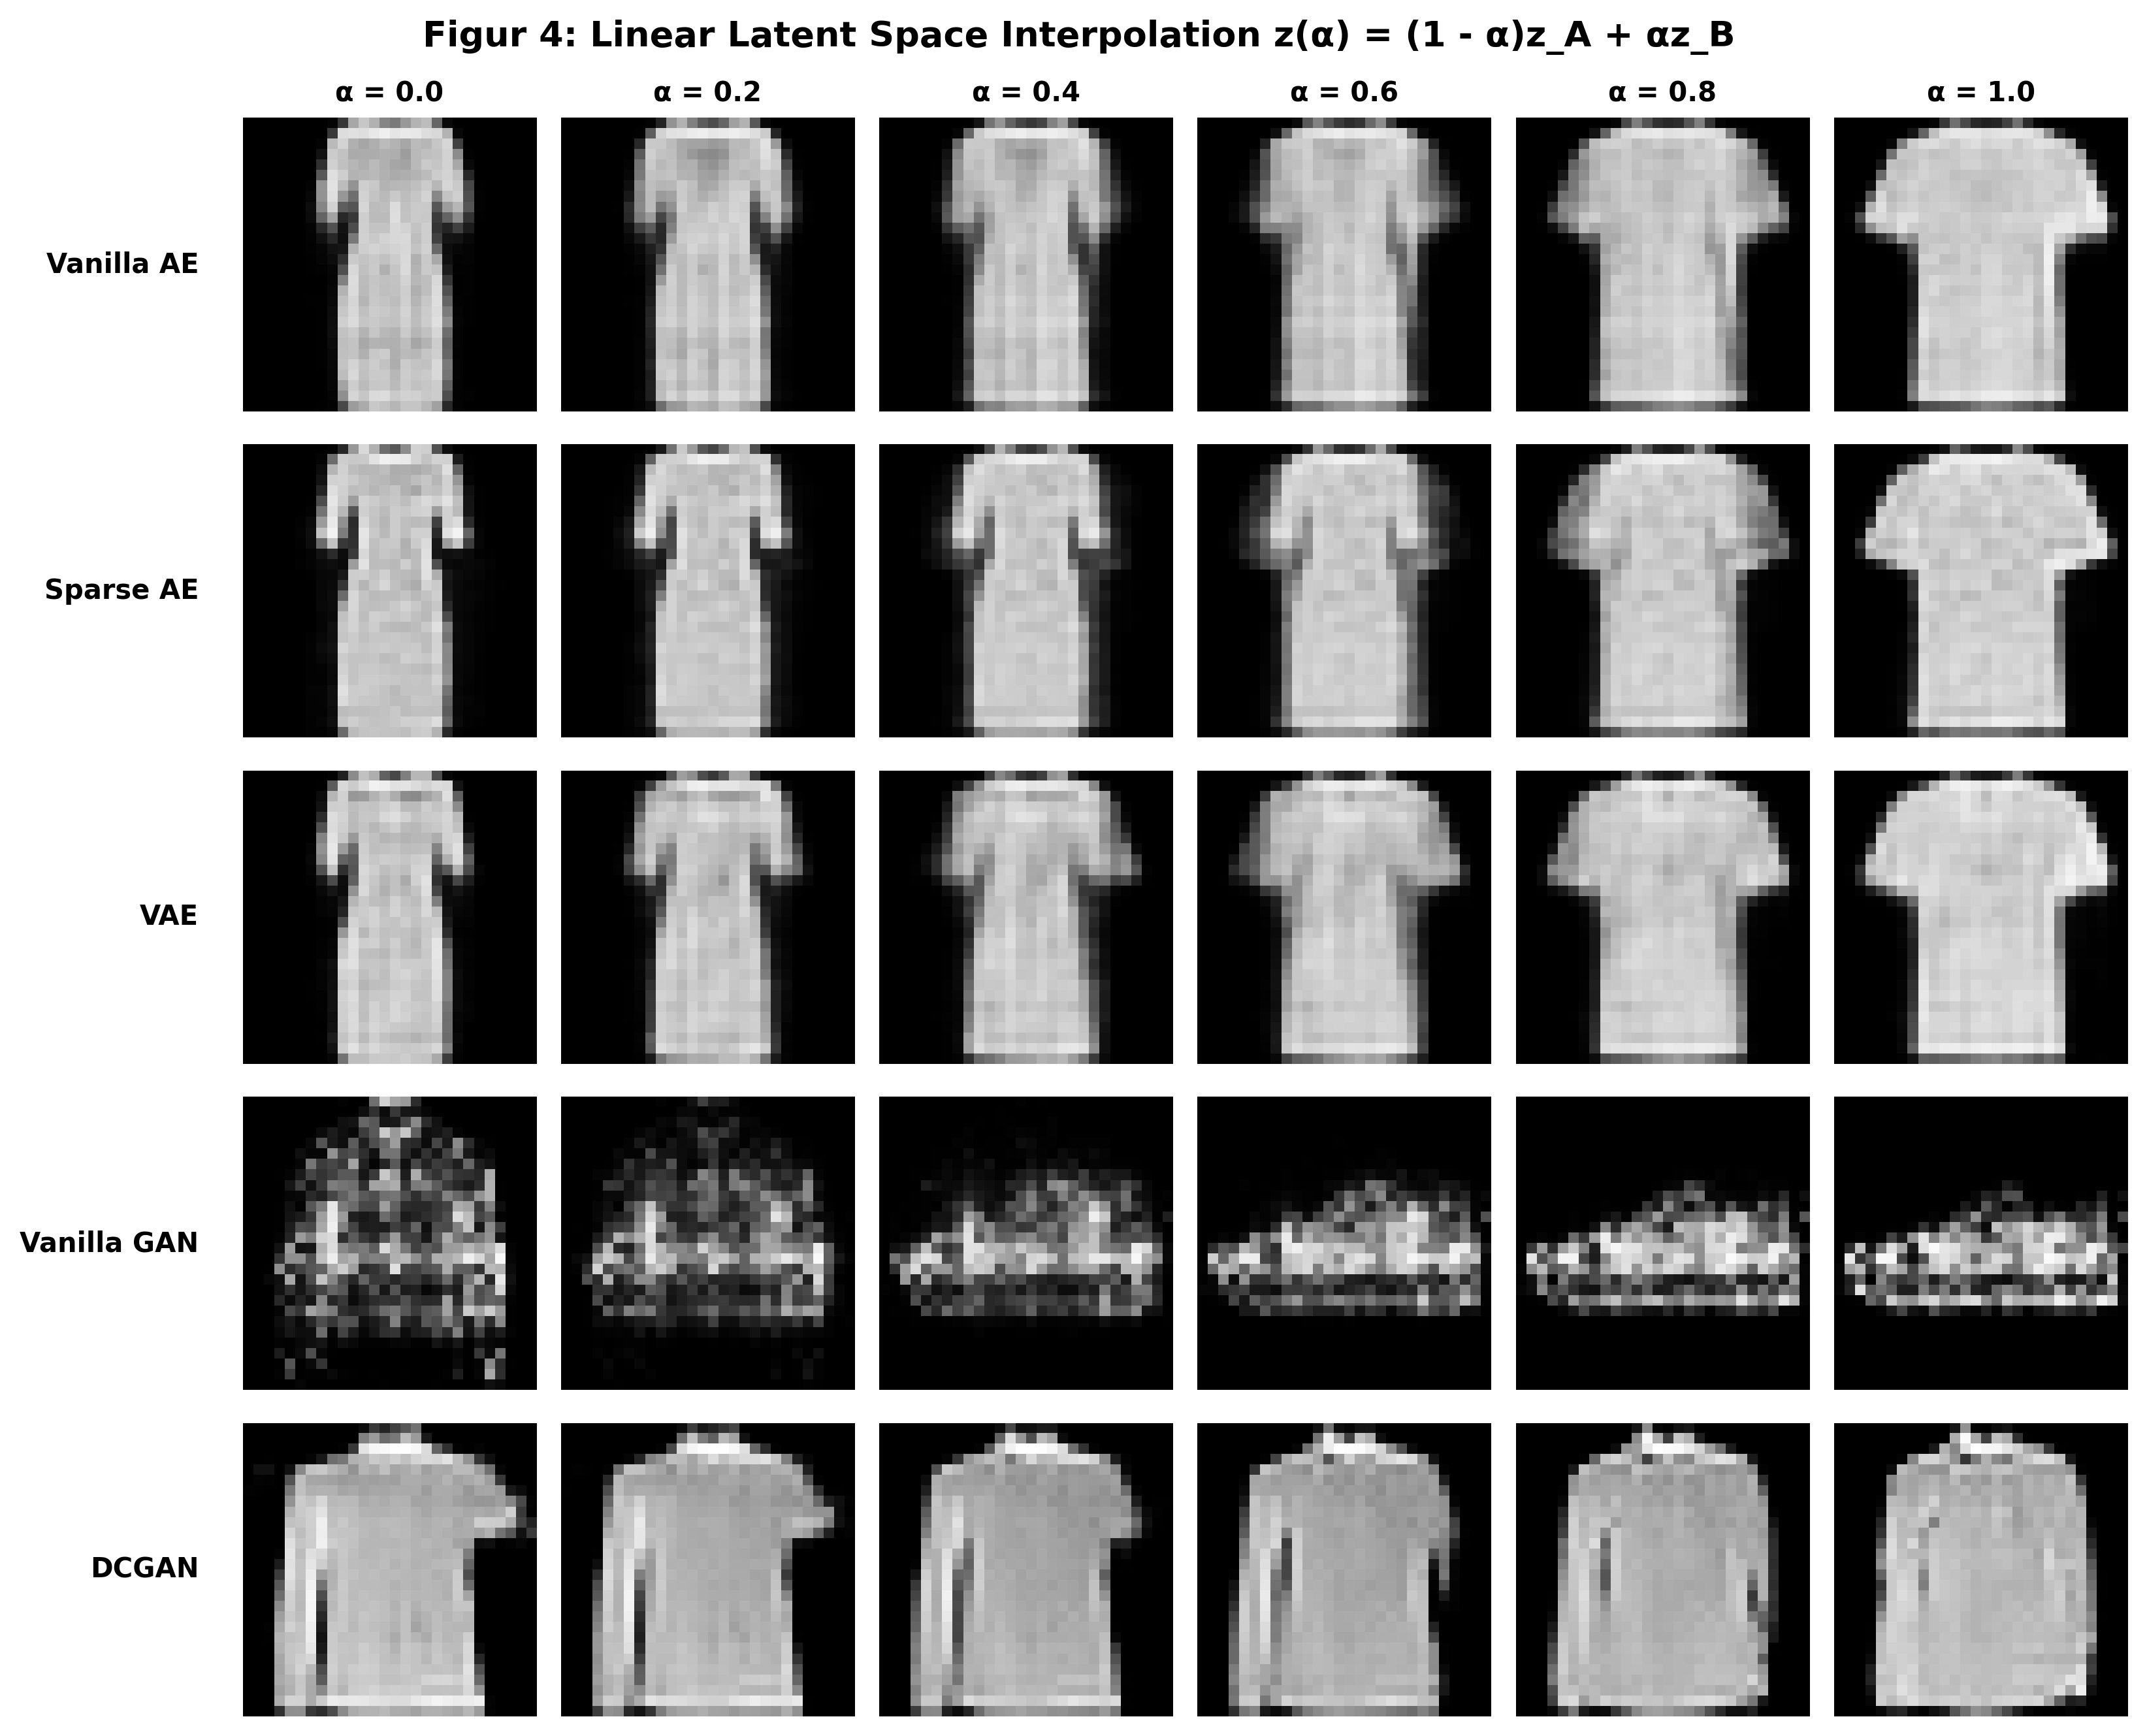 Figur 4: Linear Latent Space Interpolation z(α) = (1 - α)z_A + αz_B
α = 0.0 α = 0.2 α = 0.4 α = 0.6 α = 0.8 α = 1.0
Vanilla AE
Sparse AE
VAE
Vanilla GAN
DCGAN